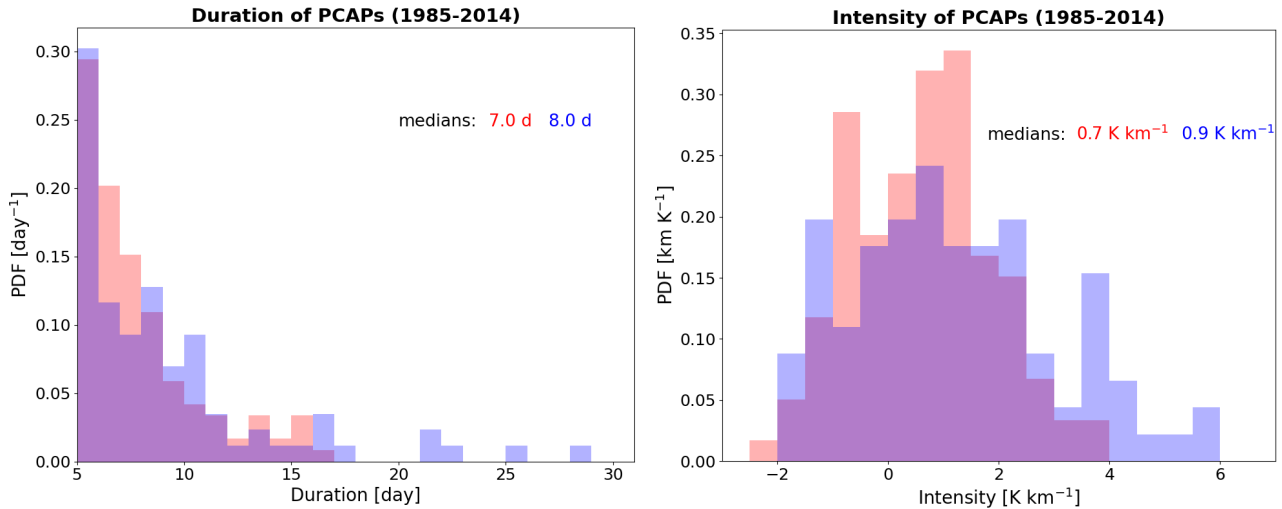 Duration of PCAPs (1985-2014)
0.30
0.25
0.20
0.15
0.10
0.05
0.00
PDF [day⁻¹]
medians: 7.0 d 8.0 d
5 10 15 20 25 30
Duration [day]
Intensity of PCAPs (1985-2014)
0.35
0.30
0.25
0.20
0.15
0.10
0.05
0.00
PDF [km K⁻¹]
medians: 0.7 K km⁻¹ 0.9 K km⁻¹
−2 0 2 4 6
Intensity [K km⁻¹]